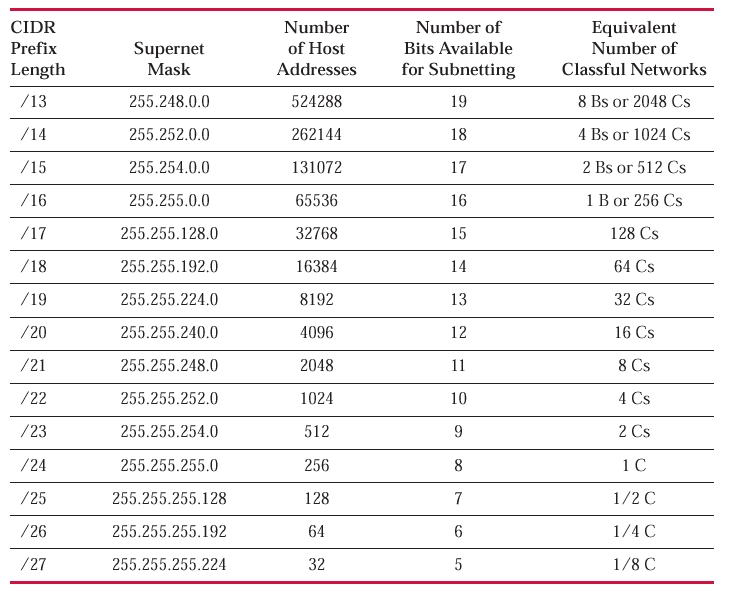 CIDR Prefix Length Supernet Mask Number of Host Addresses Number of Bits Available for Subnetting Equivalent Number of Classful Networks
/13 255.248.0.0 524288 19 8 Bs or 2048 Cs
/14 255.252.0.0 262144 18 4 Bs or 1024 Cs
/15 255.254.0.0 131072 17 2 Bs or 512 Cs
/16 255.255.0.0 65536 16 1 B or 256 Cs
/17 255.255.128.0 32768 15 128 Cs
/18 255.255.192.0 16384 14 64 Cs
/19 255.255.224.0 8192 13 32 Cs
/20 255.255.240.0 4096 12 16 Cs
/21 255.255.248.0 2048 11 8 Cs
/22 255.255.252.0 1024 10 4 Cs
/23 255.255.254.0 512 9 2 Cs
/24 255.255.255.0 256 8 1 C
/25 255.255.255.128 128 7 1/2 C
/26 255.255.255.192 64 6 1/4 C
/27 255.255.255.224 32 5 1/8 C